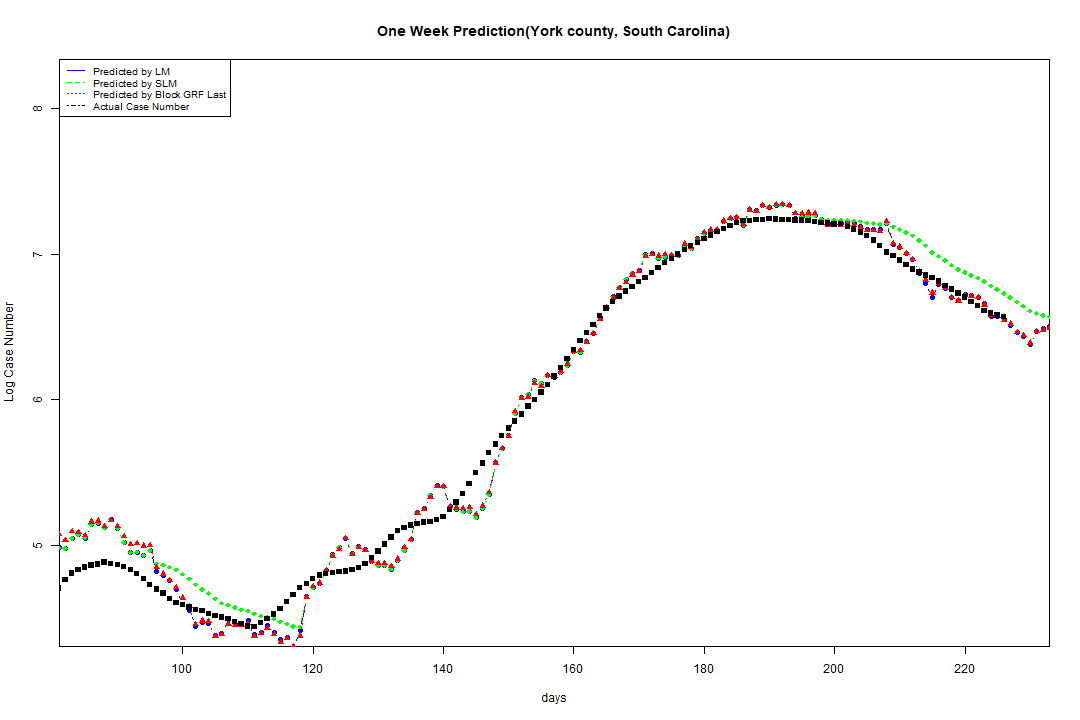 One Week Prediction(York county, South Carolina)
Predicted by LM
Predicted by SLM
Predicted by Block GRF Last
Actual Case Number
8
7
6
5
Log Case Number
100 120 140 160 180 200 220
days